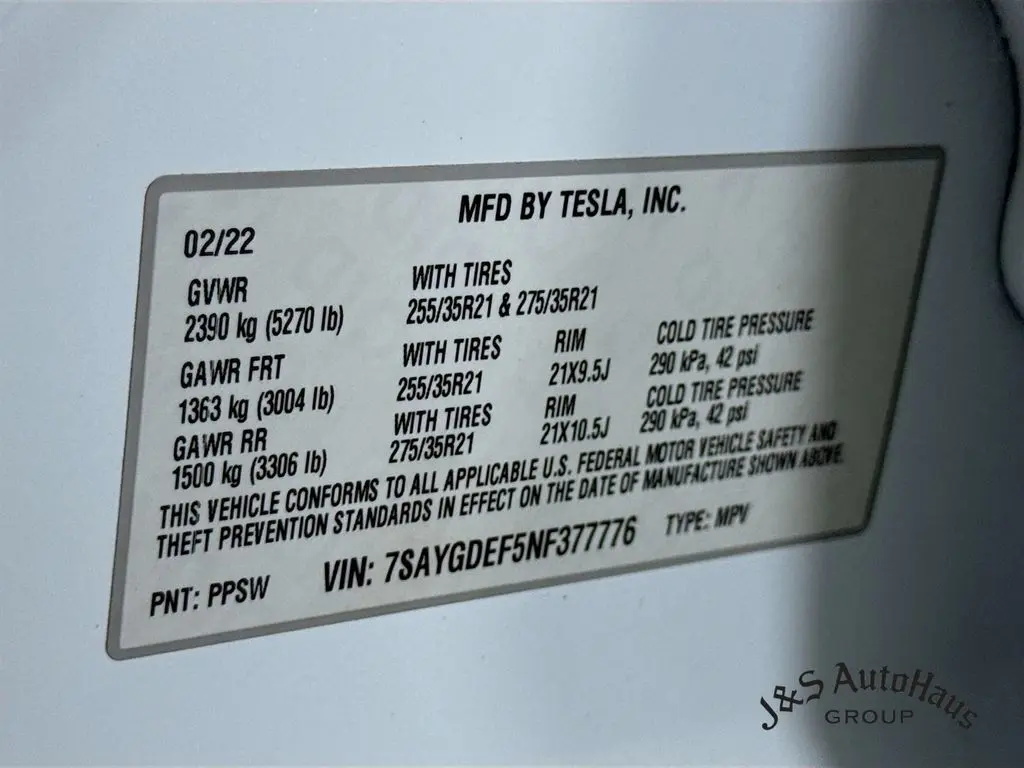 MFD BY TESLA, INC.
02/22
GVWR
2390 kg (5270 lb)
WITH TIRES
255/35R21 & 275/35R21
GAWR FRT
1363 kg (3004 lb)
WITH TIRES
255/35R21
RIM
21X9.5J
COLD TIRE PRESSURE
290 kPa, 42 psi
GAWR RR
1500 kg (3306 lb)
WITH TIRES
275/35R21
RIM
21X10.5J
COLD TIRE PRESSURE
290 kPa, 42 psi
THIS VEHICLE CONFORMS TO ALL APPLICABLE U.S. FEDERAL MOTOR VEHICLE SAFETY AND
THEFT PREVENTION STANDARDS IN EFFECT ON THE DATE OF MANUFACTURE SHOWN ABOVE.
PNT: PPSW
VIN: 7SAYGDEF5NF377776
TYPE: MPV
J&S AutoHaus
GROUP